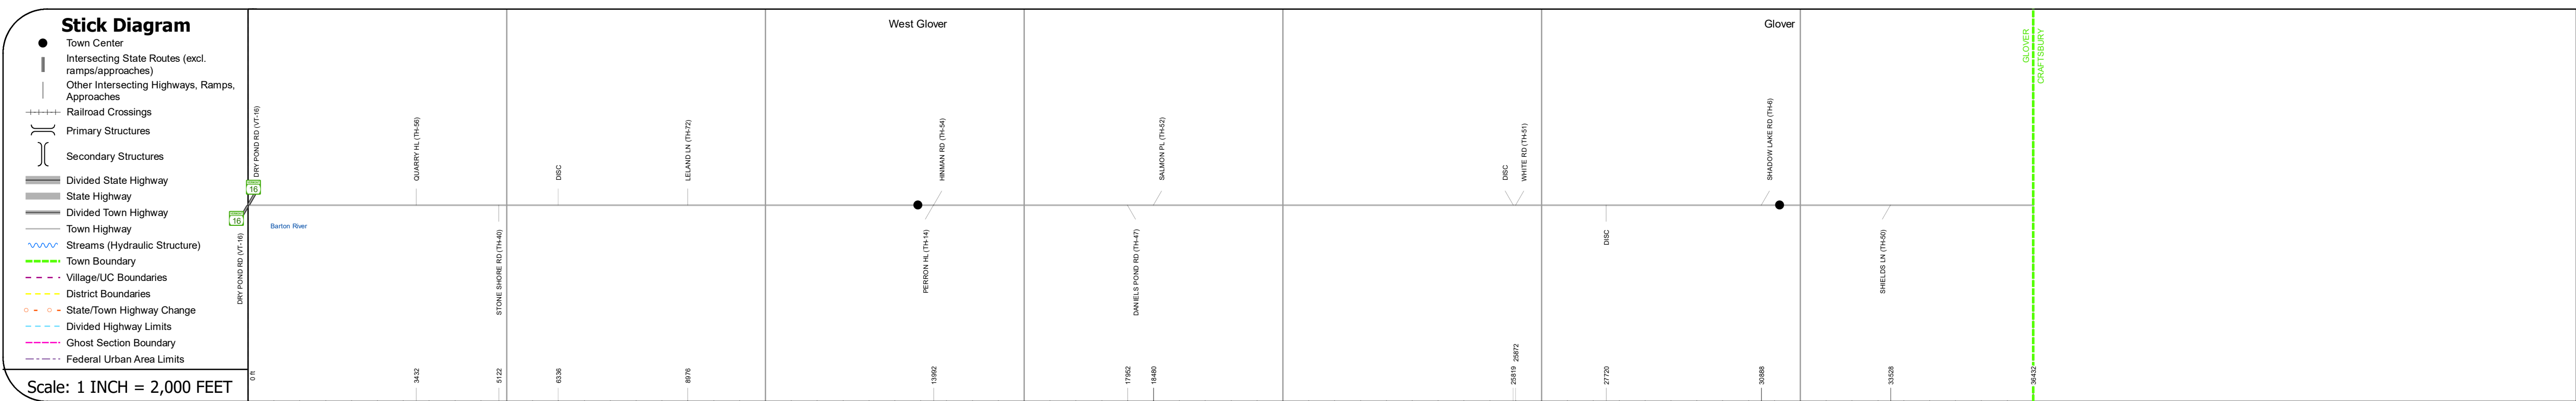 Stick Diagram
Town Center
Intersecting State Routes (excl.
ramps/approaches)
Other Intersecting Highways, Ramps,
Approaches
Railroad Crossings
Primary Structures
Secondary Structures
Divided State Highway
State Highway
Divided Town Highway
Town Highway
Streams (Hydraulic Structure)
Town Boundary
Village/UC Boundaries
District Boundaries
State/Town Highway Change
Divided Highway Limits
Ghost Section Boundary
Federal Urban Area Limits
Scale: 1 INCH = 2,000 FEET
West Glover
Glover
GLOVER
CRAFTSBURY
DRY POND RD (VT-16)
QUARRY HL (TH-56)
DISC
LELAND LN (TH-72)
HINMAN RD (TH-54)
SALMON PL (TH-52)
DISC
WHITE RD (TH-51)
SHADOW LAKE RD (TH-6)
16
16
Barton River
DRY POND RD (VT-16)
STONE SHORE RD (TH-40)
PERRON HL (TH-14)
DANIELS POND RD (TH-47)
DISC
SHIELDS LN (TH-50)
0 ft
3432
5122
6336
8976
13992
17952
18480
25819
25872
27720
30888
33528
36432